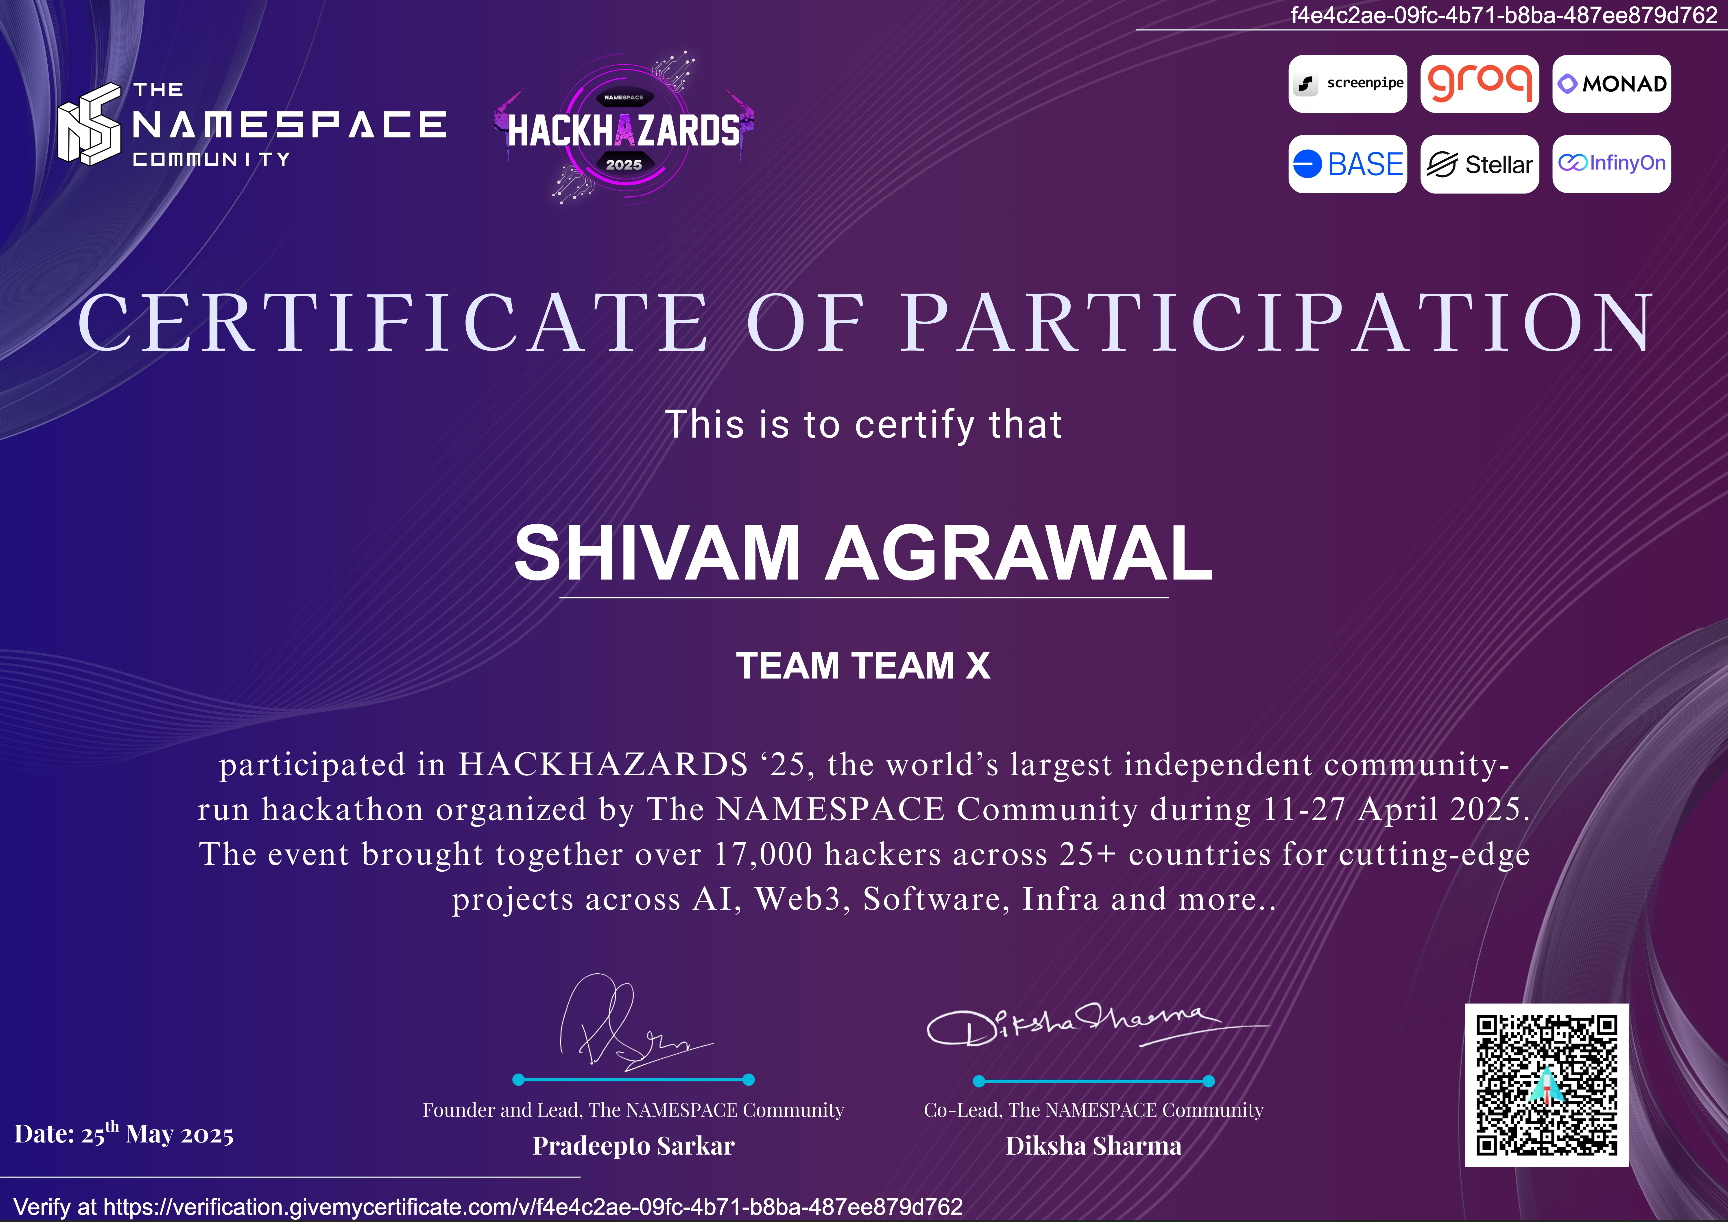 f4e4c2ae-09fc-4b71-b8ba-487ee879d762
THE
NAMESPACE
COMMUNITY
NAMESPACE
HACKHAZARDS
2025
screenpipe
groq
MONAD
BASE
Stellar
InfinyOn
CERTIFICATE OF PARTICIPATION
This is to certify that
SHIVAM AGRAWAL
TEAM TEAM X
participated in HACKHAZARDS ‘25, the world’s largest independent community-
run hackathon organized by The NAMESPACE Community during 11-27 April 2025.
The event brought together over 17,000 hackers across 25+ countries for cutting-edge
projects across AI, Web3, Software, Infra and more..
Diksha Sharma
Founder and Lead, The NAMESPACE Community
Pradeepto Sarkar
Co-Lead, The NAMESPACE Community
Diksha Sharma
Date: 25th May 2025
Verify at https://verification.givemycertificate.com/v/f4e4c2ae-09fc-4b71-b8ba-487ee879d762